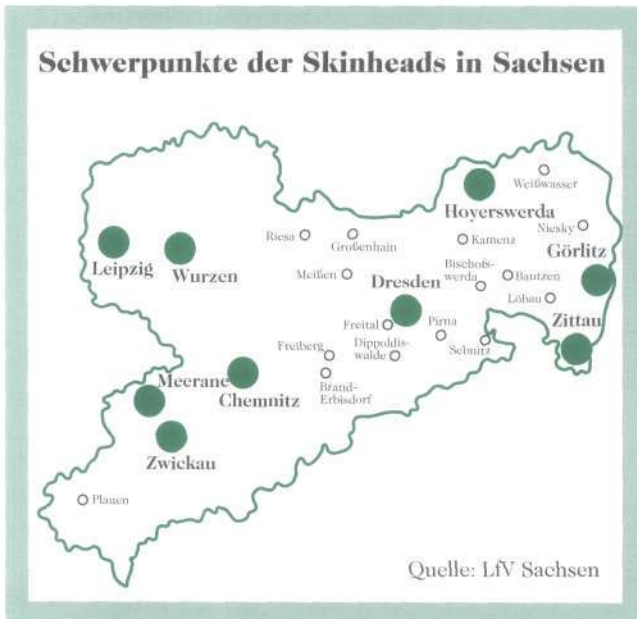 Schwerpunkte der Skinheads in Sachsen
Weißwasser
Hoyerswerda
Niesky
Riesa
Großenhain
Kamenz
Görlitz
Leipzig
Wurzen
Meißen
Dresden
Bischofs-
werda
Bautzen
Löbau
Freital
Pirna
Zittau
Freiberg
Dippoldis-
walde
Sebnitz
Meerane
Chemnitz
Brand-
Erbisdorf
Zwickau
Plauen
Quelle: LfV Sachsen